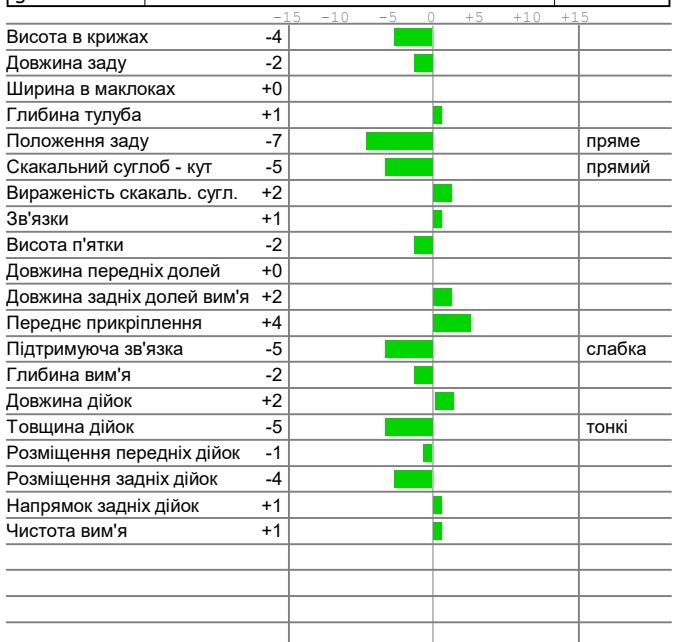 -15 -10 -5 0 +5 +10 +15
Висота в крижах -4
Довжина заду -2
Ширина в маклоках +0
Глибина тулуба +1
Положення заду -7 пряме
Скакальний суглоб - кут -5 прямий
Вираженість скакаль. сугл. +2
Зв'язки +1
Висота п'ятки -2
Довжина передніх долей +0
Довжина задніх долей вим'я +2
Переднє прикріплення +4
Підтримуюча зв'язка -5 слабка
Глибина вим'я -2
Довжина дійок +2
Товщина дійок -5 тонкі
Розміщення передніх дійок -1
Розміщення задніх дійок -4
Напрямок задніх дійок +1
Чистота вим'я +1